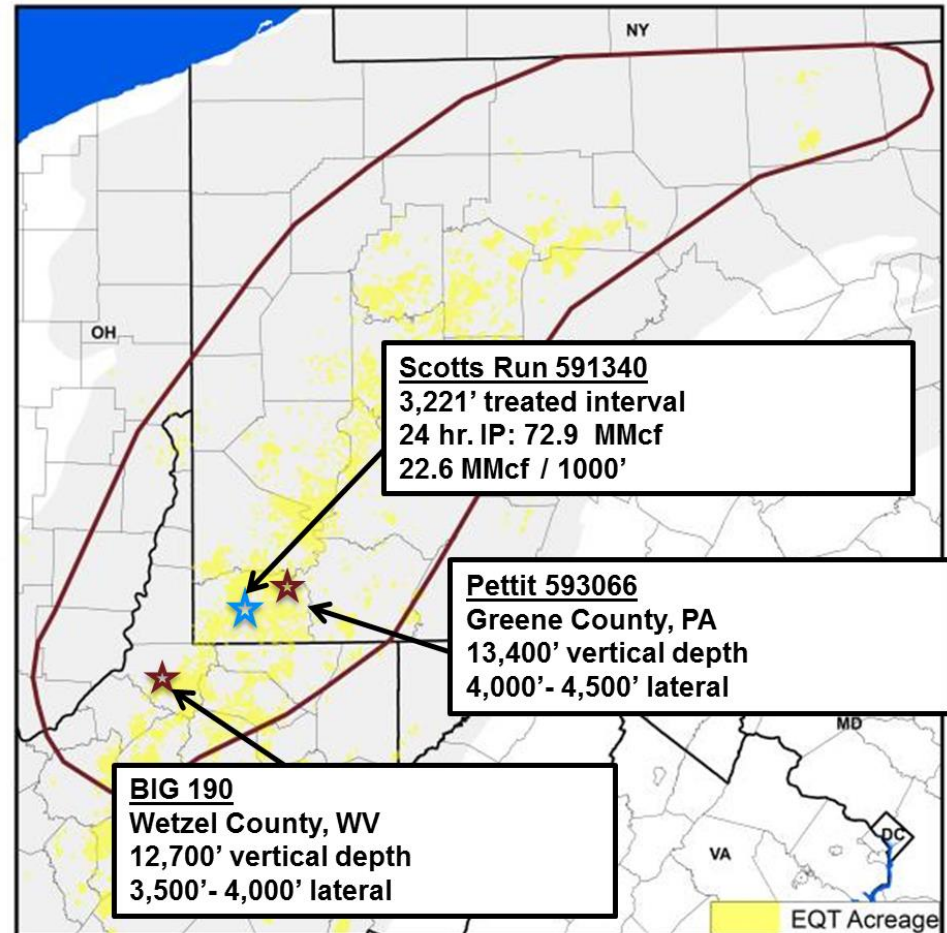 NY
OH
Scotts Run 591340
3,221’ treated interval
24 hr. IP: 72.9 MMcf
22.6 MMcf / 1000’
Pettit 593066
Greene County, PA
13,400’ vertical depth
4,000’- 4,500’ lateral
MD
BIG 190
Wetzel County, WV
12,700’ vertical depth
3,500’- 4,000’ lateral
DC
VA
EQT Acreage